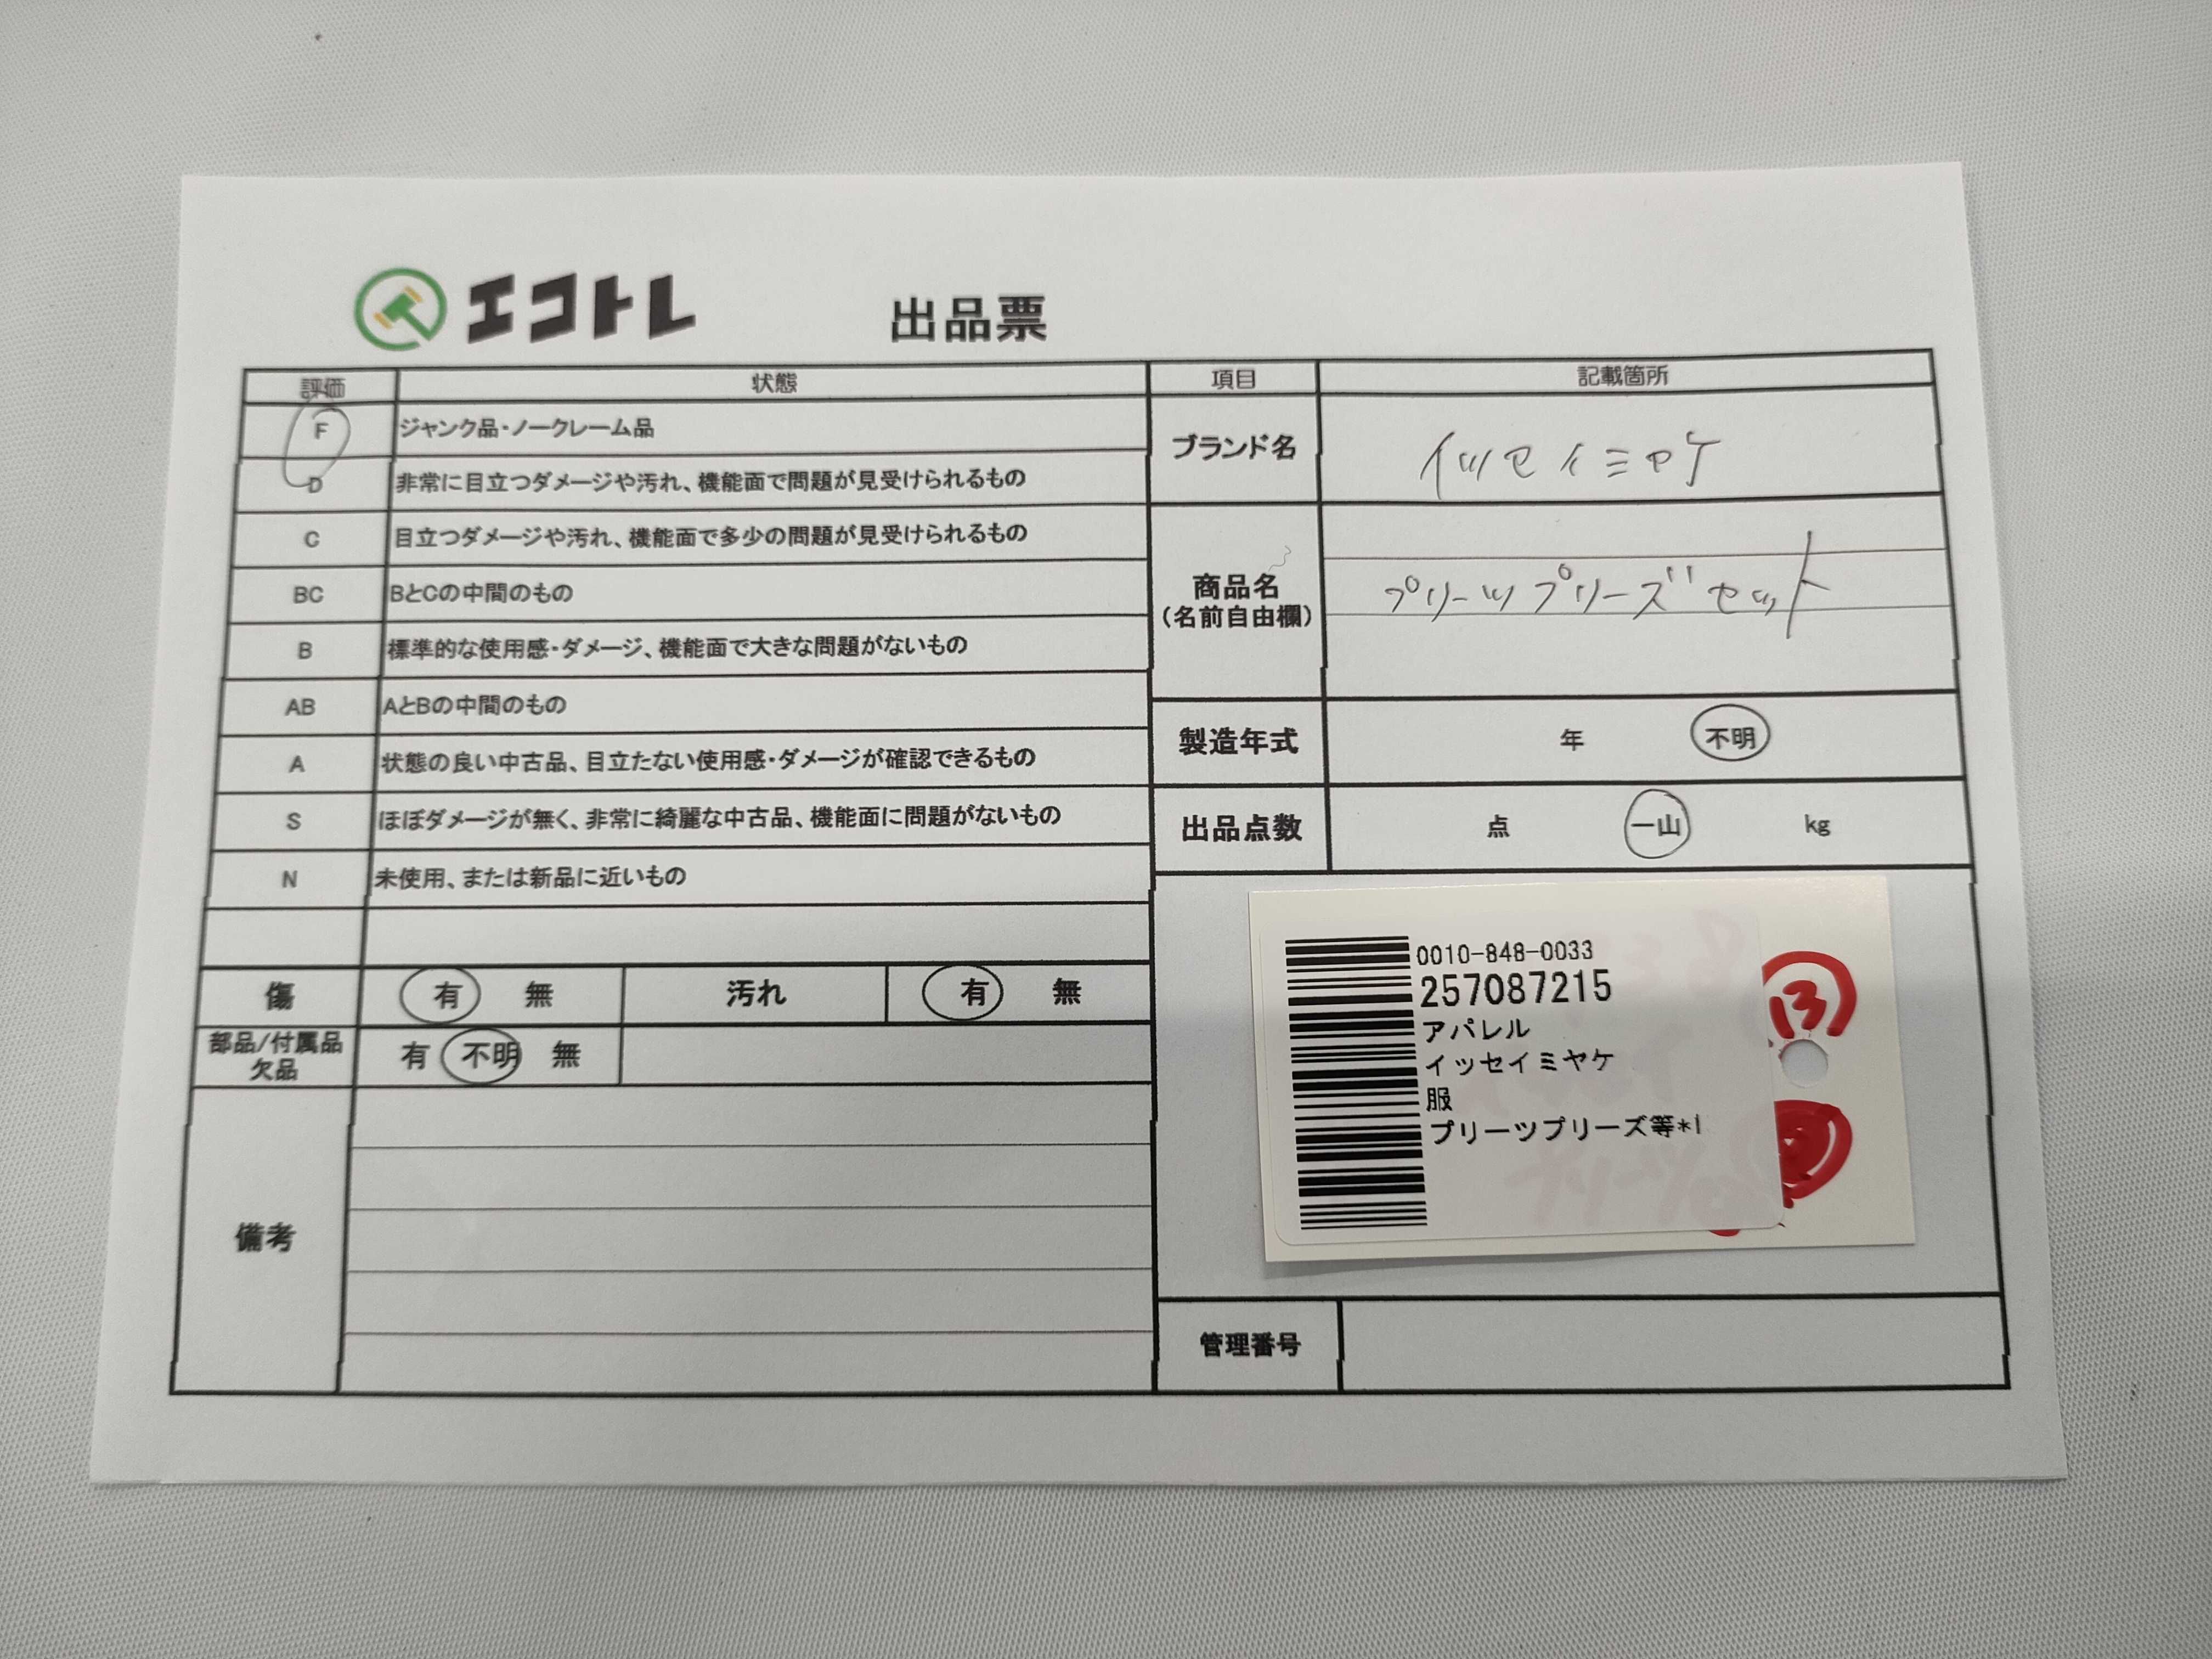 エコトレ
出品票
評価 状態
F ジャンク品・ノークレーム品
D 非常に目立つダメージや汚れ、機能面で問題が見受けられるもの
C 目立つダメージや汚れ、機能面で多少の問題が見受けられるもの
BC BとCの中間のもの
B 標準的な使用感・ダメージ、機能面で大きな問題がないもの
AB AとBの中間のもの
A 状態の良い中古品、目立たない使用感・ダメージが確認できるもの
S ほぼダメージが無く、非常に綺麗な中古品、機能面に問題がないもの
N 未使用、または新品に近いもの
傷 有 無 汚れ 有 無
部品/付属品
欠品
有 不明 無
備考
項目 記載箇所
ブランド名 イッセイミヤケ
商品名
(名前自由欄)
プリーツプリーズセット
製造年式 年 不明
出品点数 点 一山 kg
0010-848-0033
257087215
アパレル
イッセイミヤケ
服
プリーツプリーズ等*1
13
管理番号